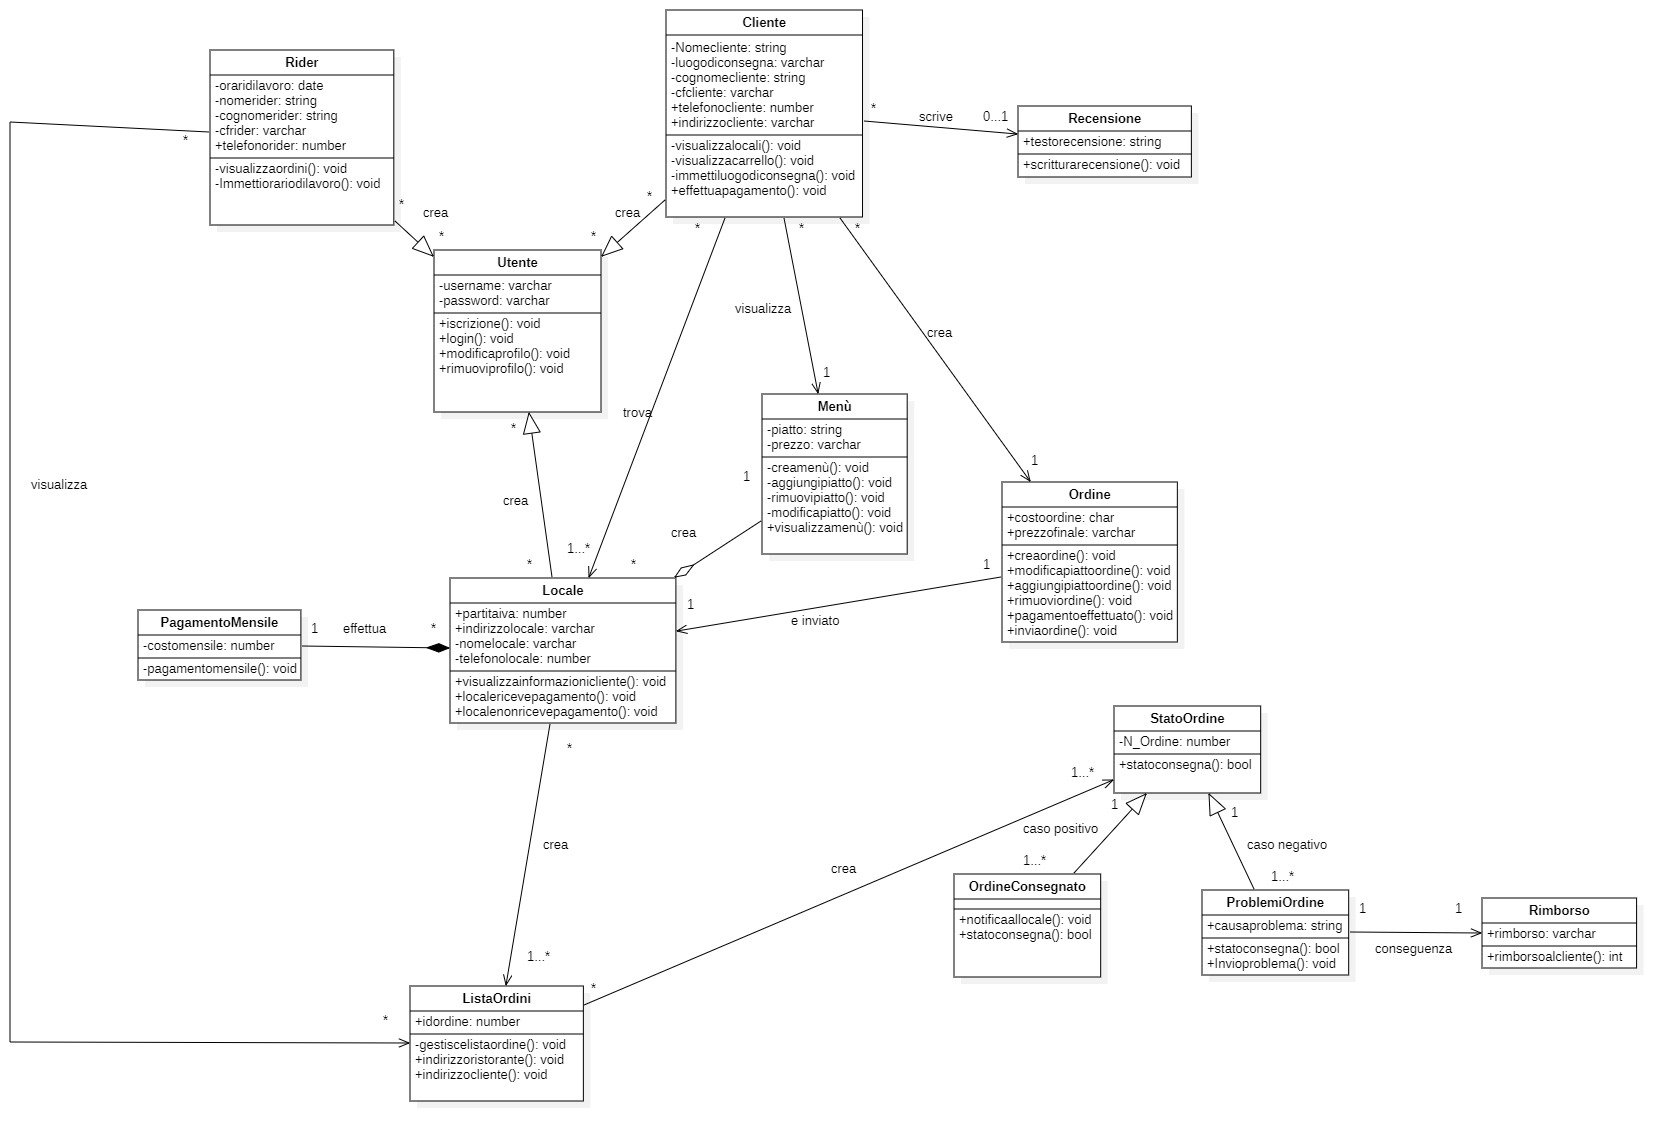 Cliente
-Nomecliente: string
-luogodiconsegna: varchar
-cognomecliente: string
-cfcliente: varchar
+telefonocliente: number
+indirizzocliente: varchar
-visualizzalocali(): void
-visualizzacarrello(): void
-immettiluogodiconsegna(): void
+effettuapagamento(): void
Rider
-oraridilavoro: date
-nomerider: string
-cognomerider: string
-cfrider: varchar
+telefonorider: number
-visualizzaordini(): void
-Immettiorariodilavoro(): void
*
*
scrive
0...1
Recensione
+testorecensione: string
+scritturarecensione(): void
*
crea
*
*
crea
*
Utente
-username: varchar
-password: varchar
+iscrizione(): void
+login(): void
+modificaprofilo(): void
+rimuoviprofilo(): void
*
*
*
visualizza
crea
trova
1
Menù
-piatto: string
-prezzo: varchar
-creamenù(): void
-aggiungipiatto(): void
-rimuovipiatto(): void
-modificapiatto(): void
+visualizzamenù(): void
*
crea
*
1
crea
*
1...*
1
Ordine
+costoordine: char
+prezzofinale: varchar
+creaordine(): void
+modificapiattoordine(): void
+aggiungipiattoordine(): void
+rimuoviordine(): void
+pagamentoeffettuato(): void
+inviaordine(): void
1
e inviato
1
visualizza
Locale
+partitaiva: number
+indirizzolocale: varchar
-nomelocale: varchar
-telefonolocale: number
+visualizzainformazionicliente(): void
+localericevepagamento(): void
+localenonricevepagamento(): void
PagamentoMensile
-costomensile: number
-pagamentomensile(): void
1
effettua
*
*
crea
1...*
StatoOrdine
-N_Ordine: number
+statoconsegna(): bool
1...*
crea
*
1
caso positivo
1...*
1
caso negativo
1...*
OrdineConsegnato
+notificaallocale(): void
+statoconsegna(): bool
ProblemiOrdine
+causaproblema: string
+statoconsegna(): bool
+Invioproblema(): void
1
conseguenza
1
Rimborso
+rimborso: varchar
+rimborsoalcliente(): int
*
ListaOrdini
+idordine: number
-gestiscelistaordine(): void
+indirizzoristorante(): void
+indirizzocliente(): void